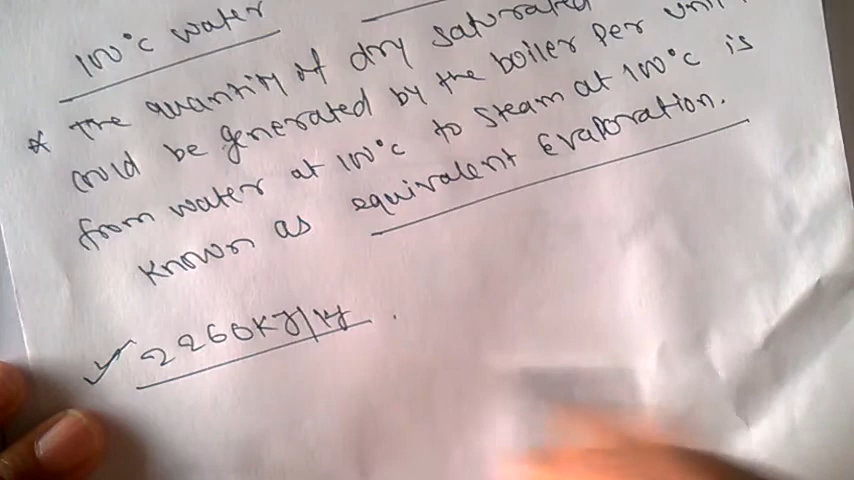 100°c water
* The quantity of dry saturated
could be generated by the boiler per unit
from water at 100°c to steam at 100°c is
known as equivalent Evaporation.
✓ 2266KJ/kg.